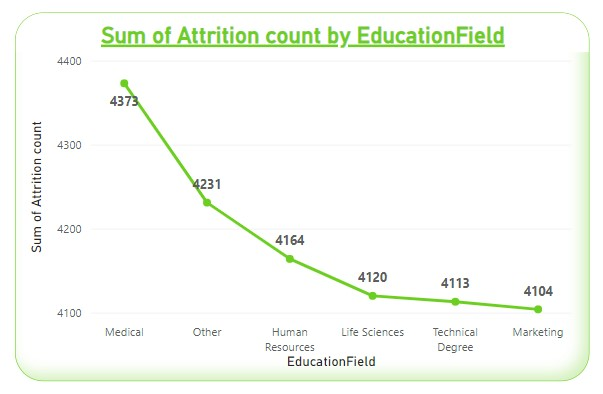 Sum of Attrition count by EducationField
Sum of Attrition count
4400
4300
4200
4100
4373
4231
4164
4120
4113
4104
Medical
Other
Human
Resources
Life Sciences
Technical
Degree
Marketing
EducationField